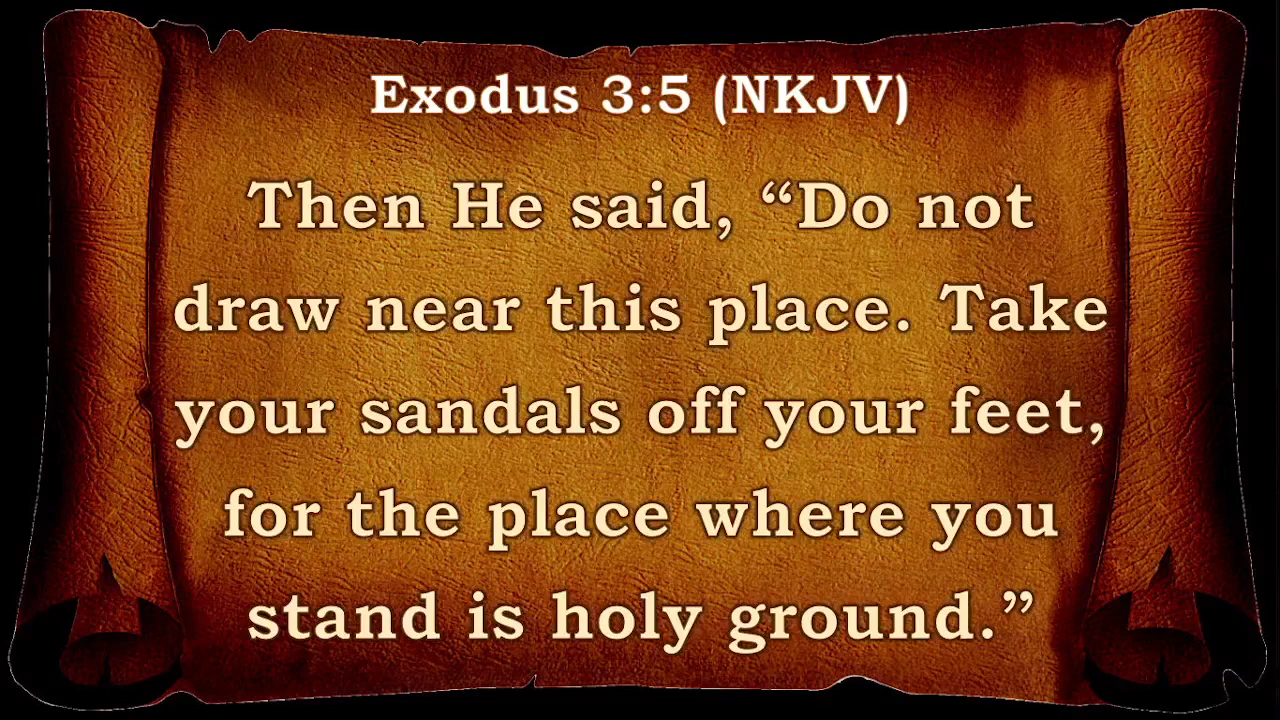 Exodus 3:5 (NKJV)
Then He said, “Do not
draw near this place. Take
your sandals off your feet,
for the place where you
stand is holy ground.”